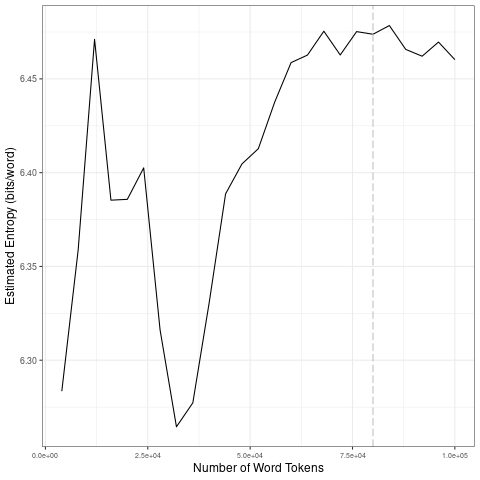 Estimated Entropy (bits/word)
6.45
6.40
6.35
6.30
0.0e+00 2.5e+04 5.0e+04 7.5e+04 1.0e+05
Number of Word Tokens